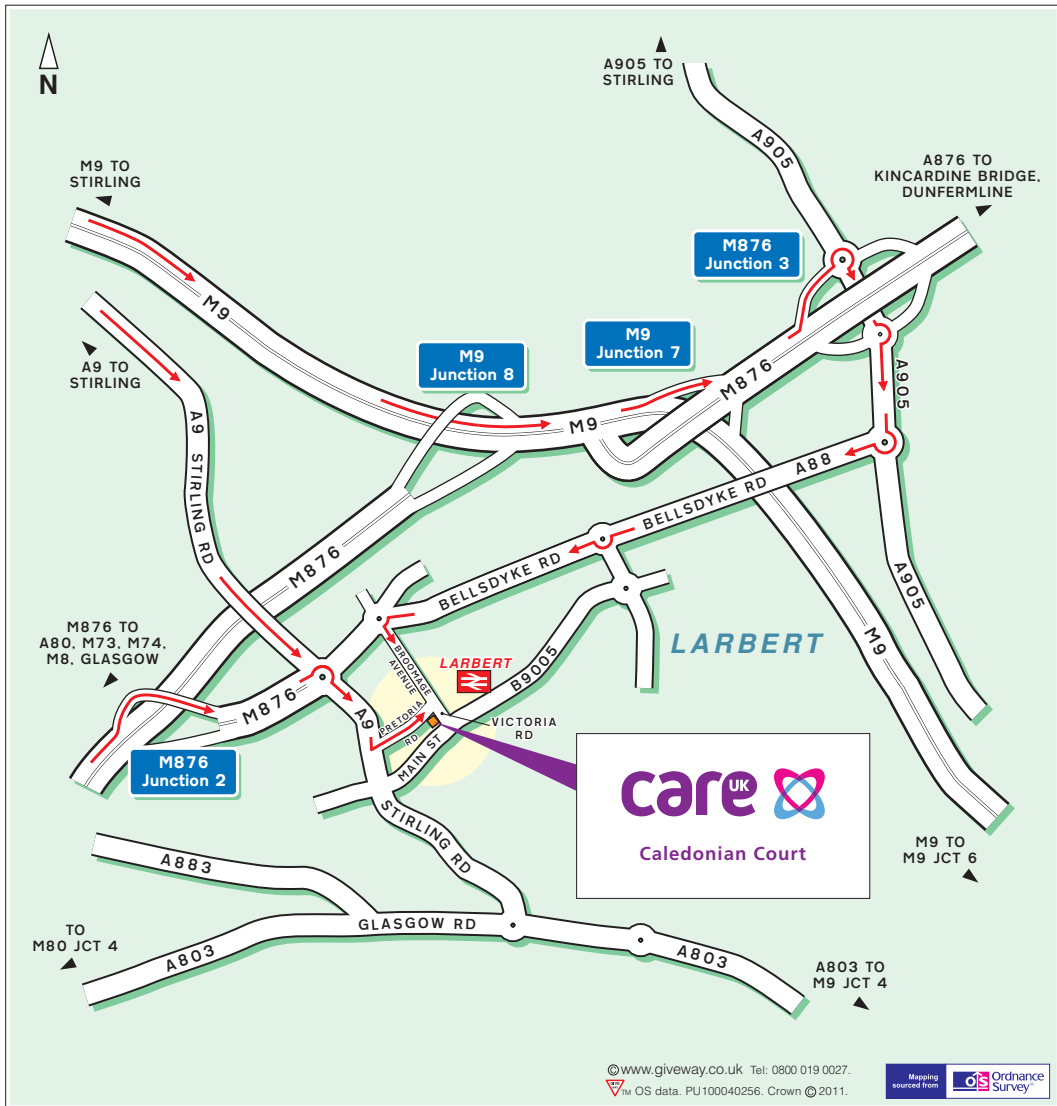 N
A905 TO
STIRLING
A905
A876 TO
KINCARDINE BRIDGE,
DUNFERMLINE
M9 TO
STIRLING
M876
Junction 3
M9
A9 TO
STIRLING
M9
Junction 8
M9
Junction 7
M876
A905
M9
A9
STIRLING RD
A88
BELLSDYKE RD
BELLSDYKE RD
M876
A905
M9
M876 TO
A80, M73, M74,
M8, GLASGOW
LARBERT
LARBERT
BROOMAGE
AVENUE
B9005
M876
A9
PRETORIA
RD
VICTORIA
RD
MAIN ST
M876
Junction 2
care UK
Caledonian Court
STIRLING RD
M9 TO
M9 JCT 6
A883
GLASGOW RD
TO
M80 JCT 4
A803
A803
A803 TO
M9 JCT 4
© www.giveway.co.uk Tel: 0800 019 0027.
TM OS data. PU100040256. Crown © 2011.
Mapping
sourced from
OS Ordnance
Survey®